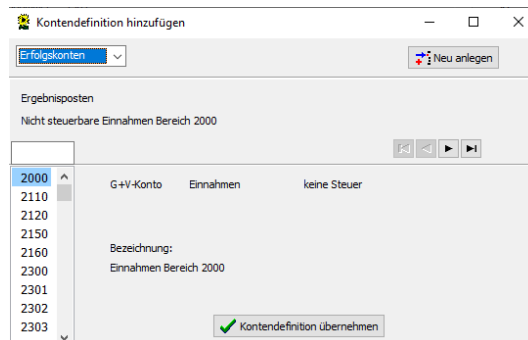 Kontendefinition hinzufügen
Erfolgskonten
Neu anlegen
Ergebnisposten
Nicht steuerbare Einnahmen Bereich 2000
2000
2110
2120
2150
2160
2300
2301
2302
2303
G+V-Konto Einnahmen keine Steuer
Bezeichnung:
Einnahmen Bereich 2000
Kontendefinition übernehmen